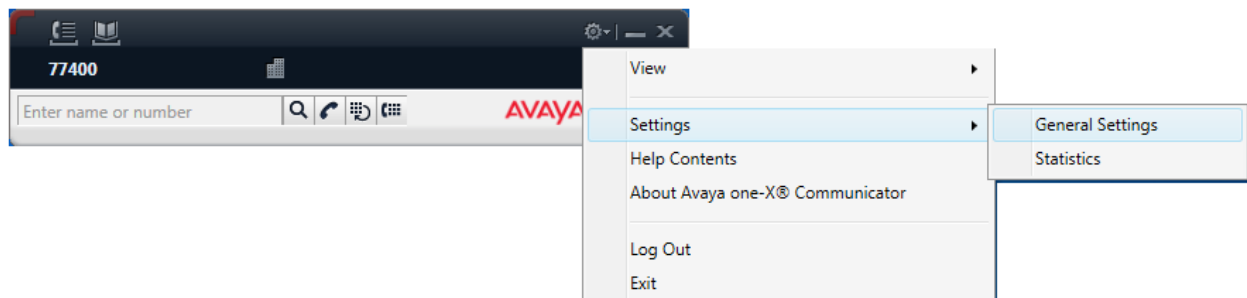 77400
Enter name or number
AVAYA
View
Settings
Help Contents
About Avaya one-X® Communicator
Log Out
Exit
General Settings
Statistics